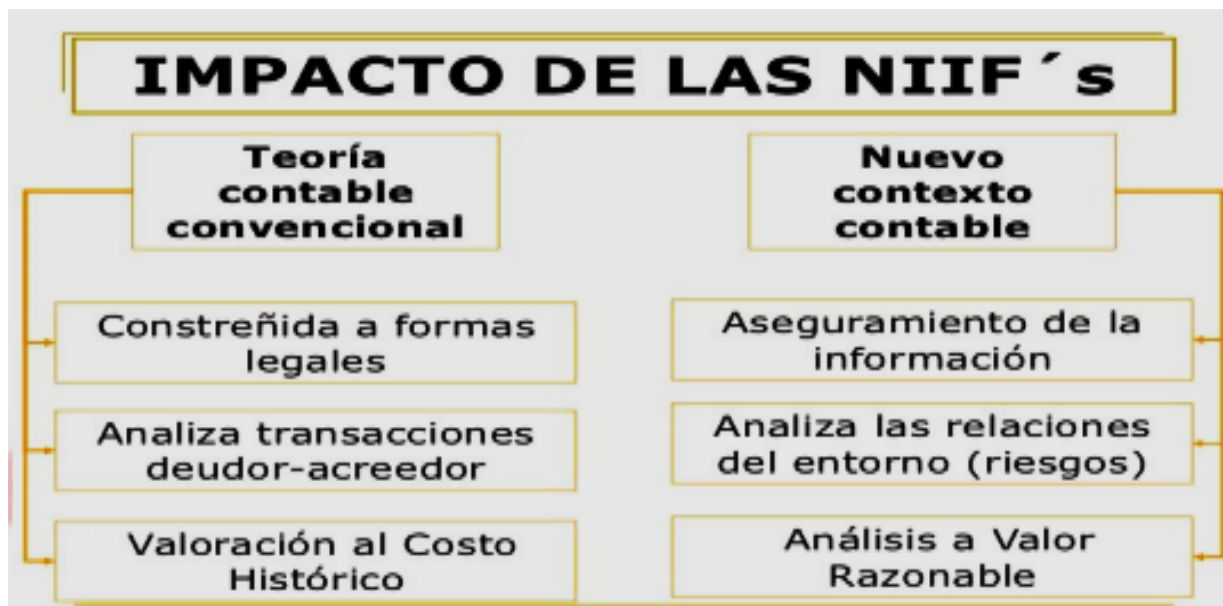 IMPACTO DE LAS NIIF´s
Teoría
contable
convencional
Constreñida a formas
legales
Analiza transacciones
deudor-acreedor
Valoración al Costo
Histórico
Nuevo
contexto
contable
Aseguramiento de la
información
Analiza las relaciones
del entorno (riesgos)
Análisis a Valor
Razonable